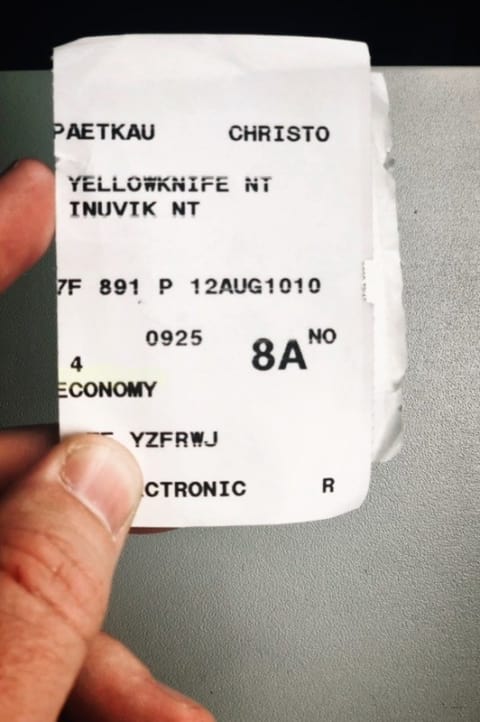 PAETKAU CHRISTO
YELLOWKNIFE NT
INUVIK NT
7F 891 P 12AUG1010
0925 8A NO
4
ECONOMY
YZFRWJ
CTRONIC R